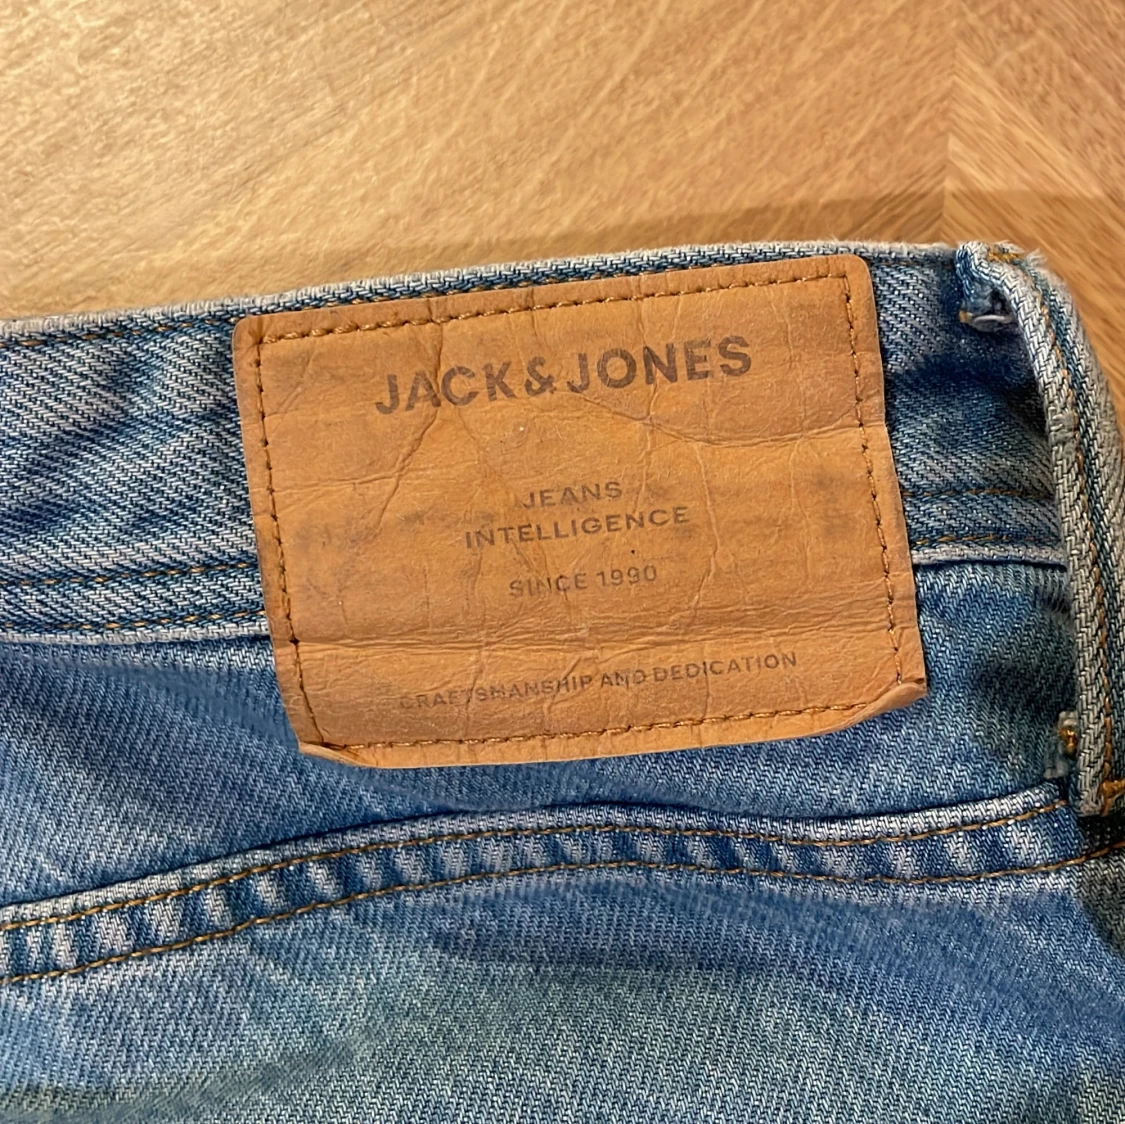 JACK&JONES
JEANS
INTELLIGENCE
SINCE 1990
CRAFTSMANSHIP AND DEDICATION